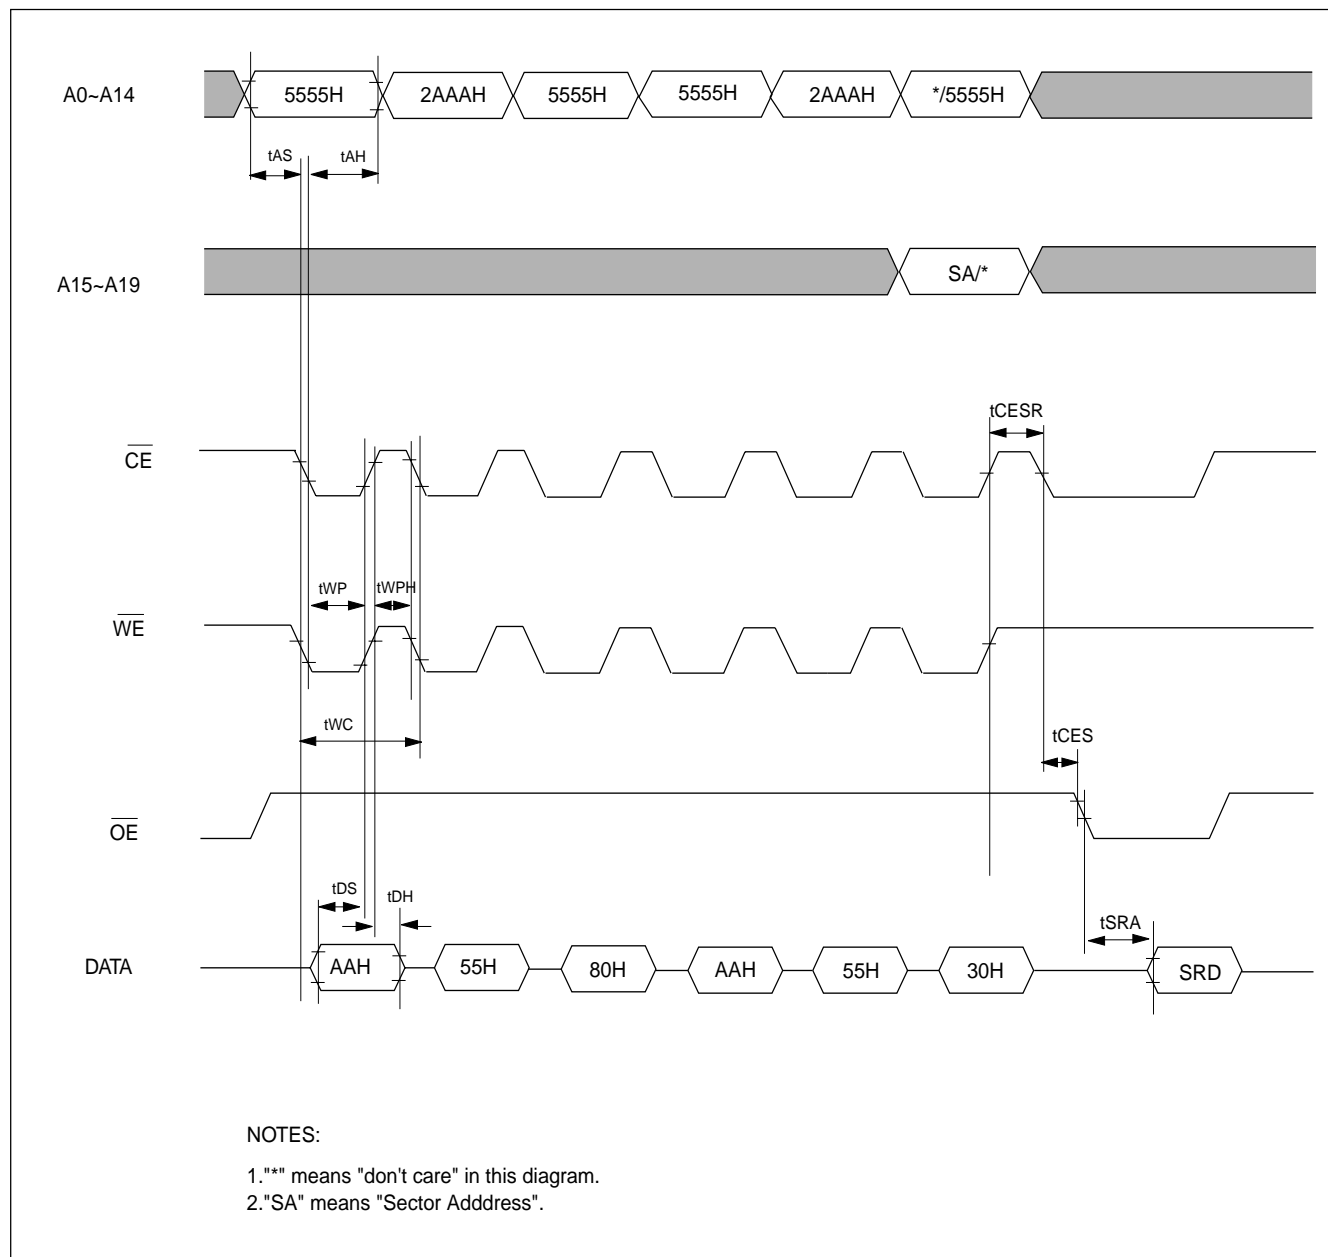 A0~A14 5555H 2AAAH 5555H 5555H 2AAAH */5555H
tAS tAH
A15~A19 SA/*
tCESR
CE
tWP tWPH
WE
tWC
tCES
OE
tDS tDH
tSRA
DATA AAH 55H 80H AAH 55H 30H SRD
NOTES:
1."*" means "don't care" in this diagram.
2."SA" means "Sector Adddress".